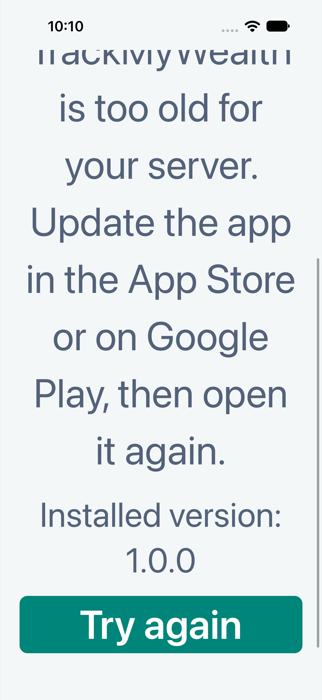 10:10
TrackMyWealth
is too old for
your server.
Update the app
in the App Store
or on Google
Play, then open
it again.
Installed version:
1.0.0
Try again